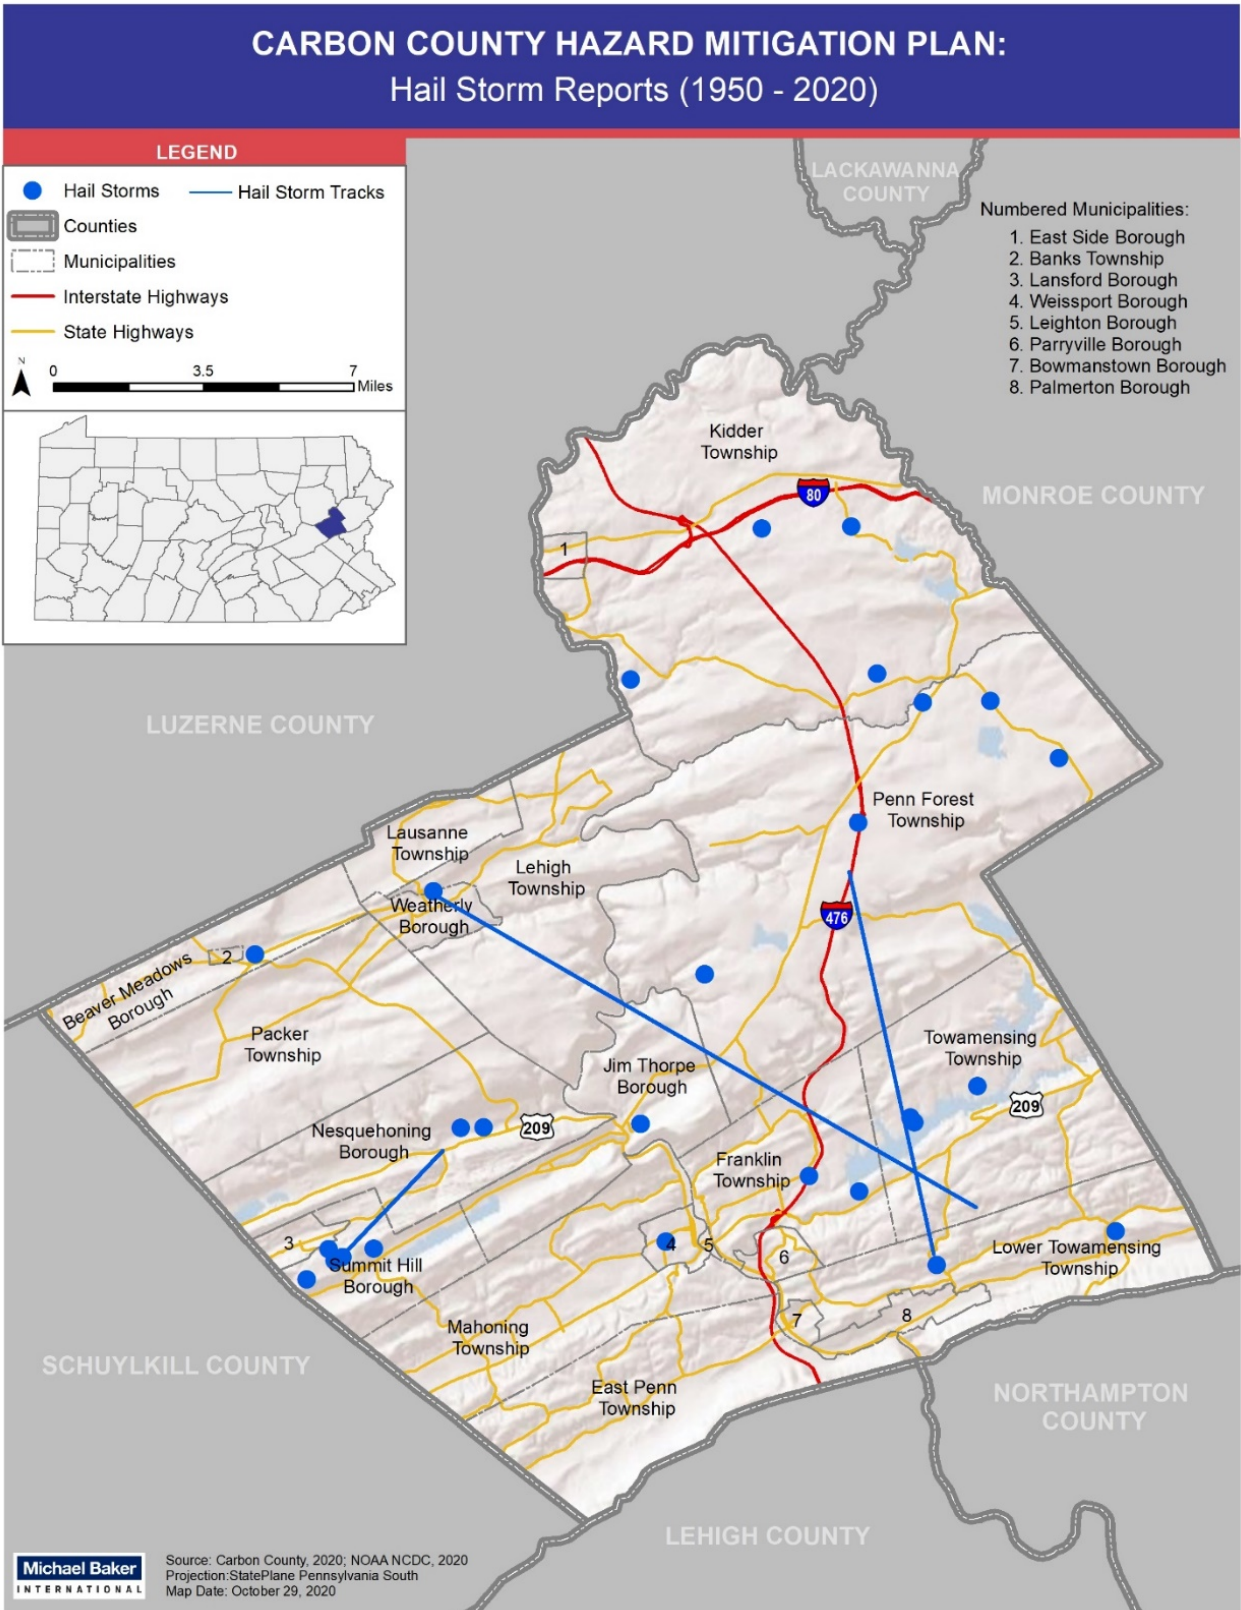 CARBON COUNTY HAZARD MITIGATION PLAN:
Hail Storm Reports (1950 - 2020)
LEGEND
Hail Storms
Hail Storm Tracks
Counties
Municipalities
Interstate Highways
State Highways
N
0 3.5 7
Miles
LACKAWANNA
COUNTY
Numbered Municipalities:
1. East Side Borough
2. Banks Township
3. Lansford Borough
4. Weissport Borough
5. Leighton Borough
6. Parryville Borough
7. Bowmanstown Borough
8. Palmerton Borough
Kidder
Township
80
MONROE COUNTY
1
LUZERNE COUNTY
Penn Forest
Township
Lausanne
Township
Lehigh
Township
Weatherly
Borough
476
2
Beaver Meadows
Borough
Packer
Township
Towamensing
Township
Jim Thorpe
Borough
209
209
Nesquehoning
Borough
Franklin
Township
3
4
5
6
Summit Hill
Borough
Lower Towamensing
Township
7
8
Mahoning
Township
SCHUYLKILL COUNTY
East Penn
Township
NORTHAMPTON
COUNTY
LEHIGH COUNTY
Michael Baker
INTERNATIONAL
Source: Carbon County, 2020; NOAA NCDC, 2020
Projection:StatePlane Pennsylvania South
Map Date: October 29, 2020